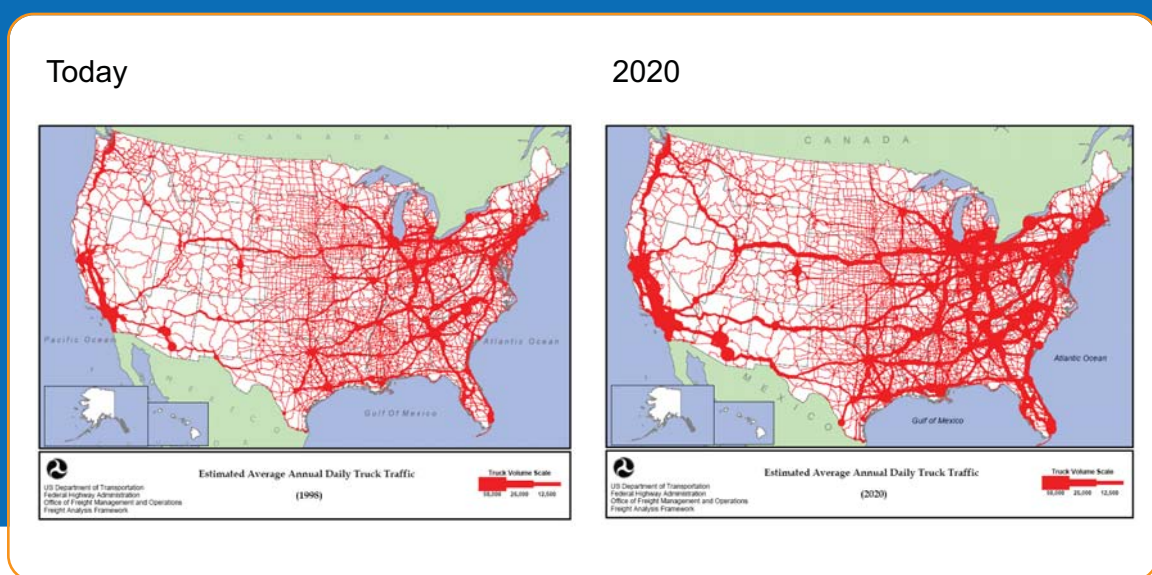 Today
2020
C A N A D A
Pacific Ocean
Atlantic Ocean
M E X I C O
Gulf Of Mexico
US Department of Transportation
Federal Highway Administration
Office of Freight Management and Operations
Freight Analysis Framework
Estimated Average Annual Daily Truck Traffic
(1998)
Truck Volume Scale
50,000 25,000 12,500
C A N A D A
Atlantic Ocean
M E X I C O
Gulf of Mexico
US Department of Transportation
Federal Highway Administration
Office of Freight Management and Operations
Freight Analysis Framework
Estimated Average Annual Daily Truck Traffic
(2020)
Truck Volume Scale
50,000 25,000 12,500